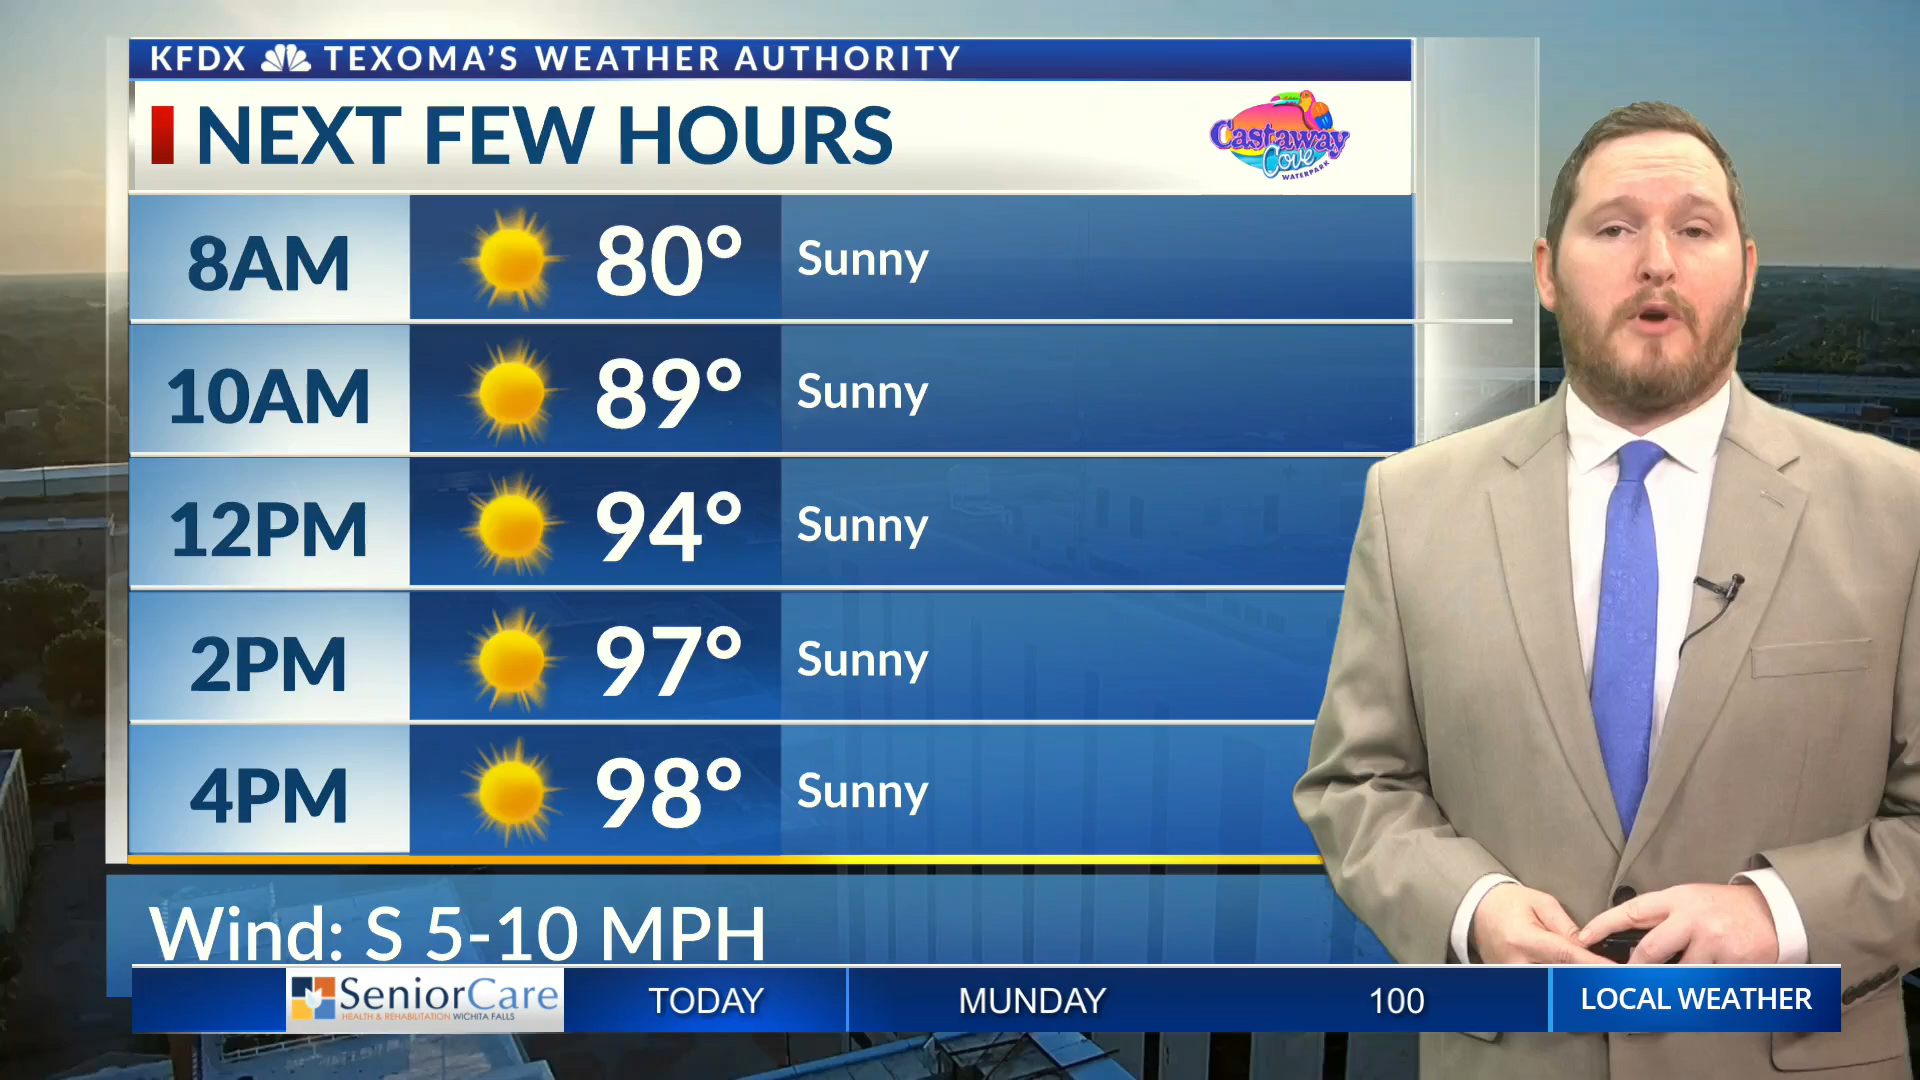 KFDX TEXOMA'S WEATHER AUTHORITY
NEXT FEW HOURS
Castaway
Cove
WATERPARK
8AM 80° Sunny
10AM 89° Sunny
12PM 94° Sunny
2PM 97° Sunny
4PM 98° Sunny
Wind: S 5-10 MPH
SeniorCare
HEALTH & REHABILITATION WICHITA FALLS
TODAY MUNDAY 100 LOCAL WEATHER